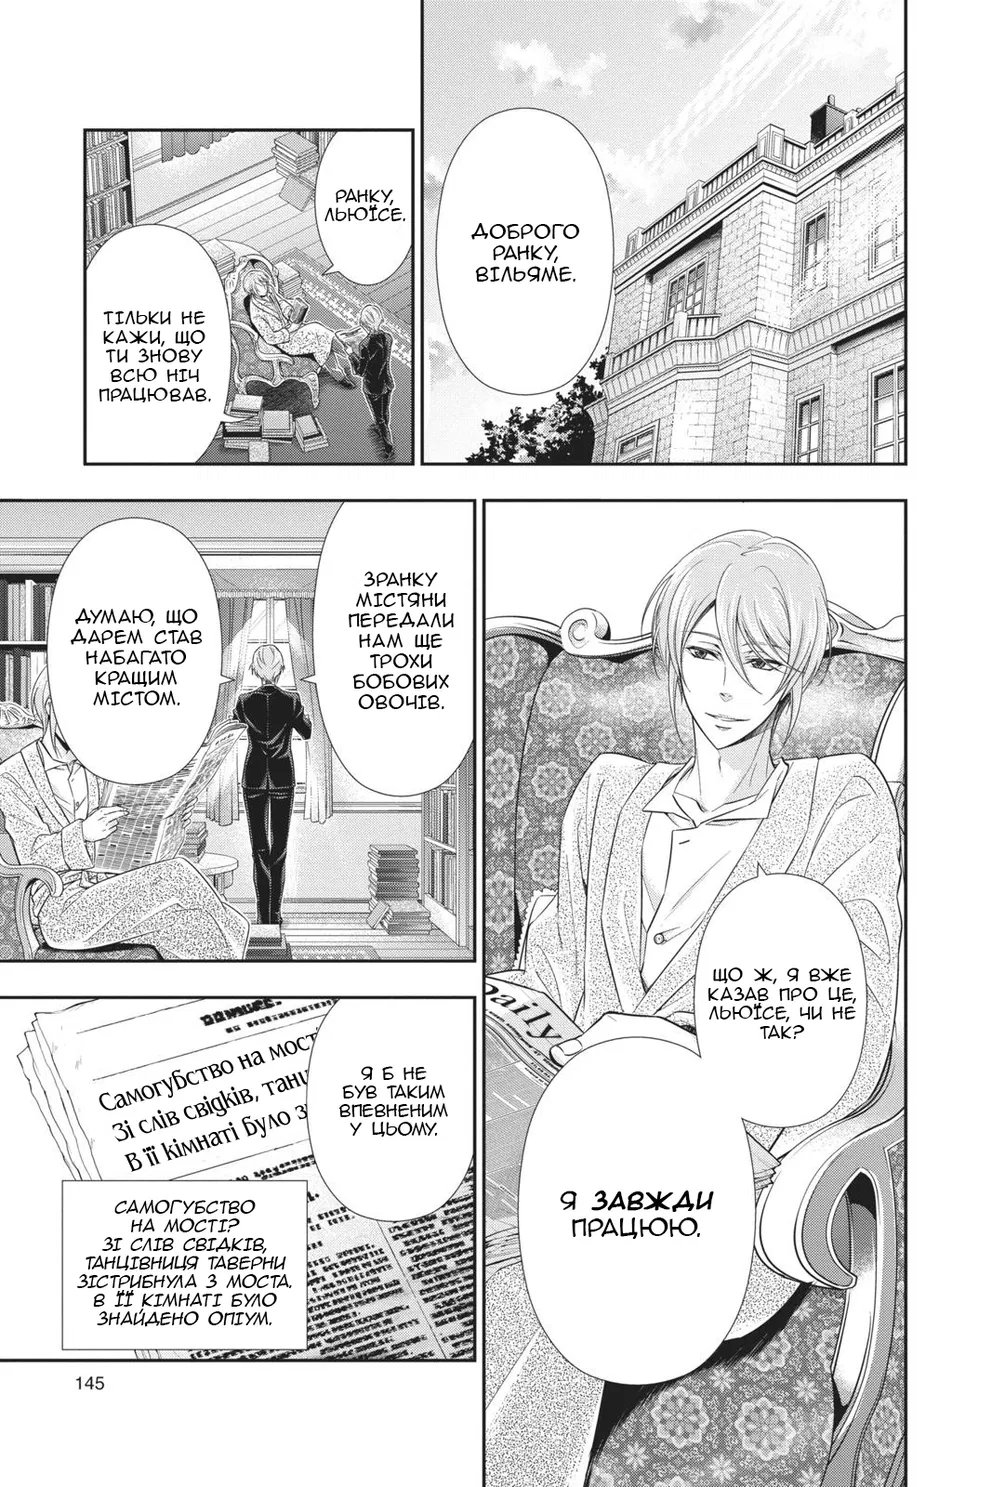 ДОБРОГО
РАНКУ,
ВІЛЬЯМЕ.
РАНКУ,
ЛЬЮЇСЕ.
ТІЛЬКИ НЕ
КАЖИ, ЩО
ТИ ЗНОВУ
ВСЮ НІЧ
ПРАЦЮВАВ.
ЩО Ж, Я ВЖЕ
КАЗАВ ПРО ЦЕ,
ЛЬЮЇСЕ, ЧИ НЕ
ТАК?
Я ЗАВЖДИ
ПРАЦЮЮ.
Daily
ЗРАНКУ
МІСТЯНИ
ПЕРЕДАЛИ
НАМ ЩЕ
ТРОХИ
БОБОВИХ
ОВОЧІВ.
ДУМАЮ, ЩО
ДАРЕМ СТАВ
НАБАГАТО
КРАЩИМ
МІСТОМ.
Я Б НЕ
БУВ ТАКИМ
ВПЕВНЕНИМ
У ЦЬОМУ.
Самогубство на мості
Зі слів свідків, танц
В її кімнаті було з
САМОГУБСТВО
НА МОСТІ?
ЗІ СЛІВ СВІДКІВ,
ТАНЦІВНИЦЯ ТАВЕРНИ
ЗІСТРИБНУЛА З МОСТА.
В ЇЇ КІМНАТІ БУЛО
ЗНАЙДЕНО ОПІУМ.
145